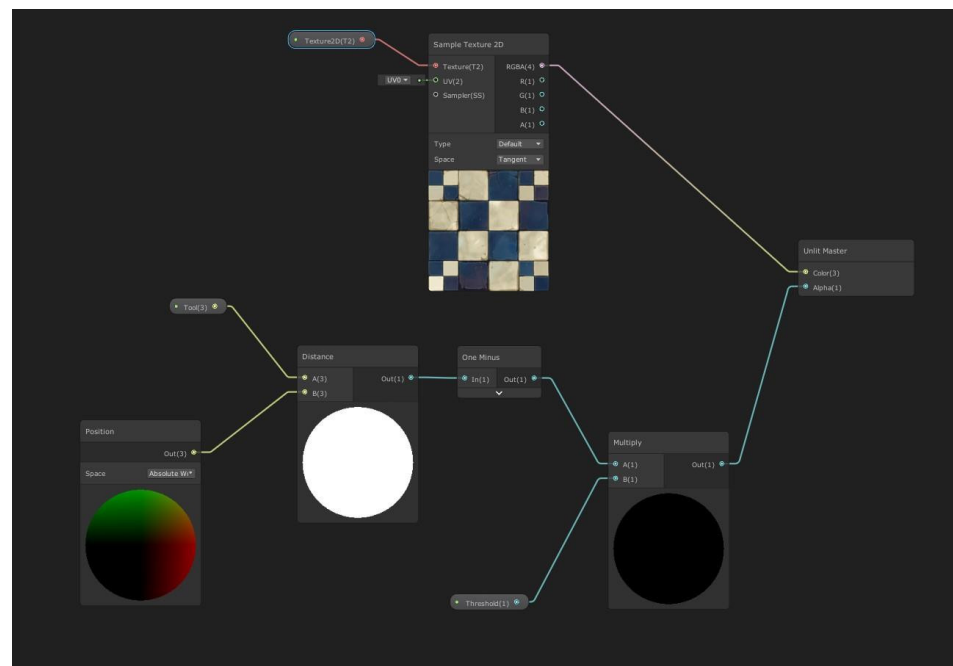 Texture2D(T2)
Sample Texture 2D
Texture(T2) RGBA(4)
UV0 UV(2) R(1)
Sampler(SS) G(1)
B(1)
A(1)
Type Default
Space Tangent
Unlit Master
Color(3)
Alpha(1)
Tool(3)
Distance
A(3) Out(1)
B(3)
One Minus
In(1) Out(1)
Position
Out(3)
Space Absolute W
Multiply
A(1) Out(1)
B(1)
Threshold(1)